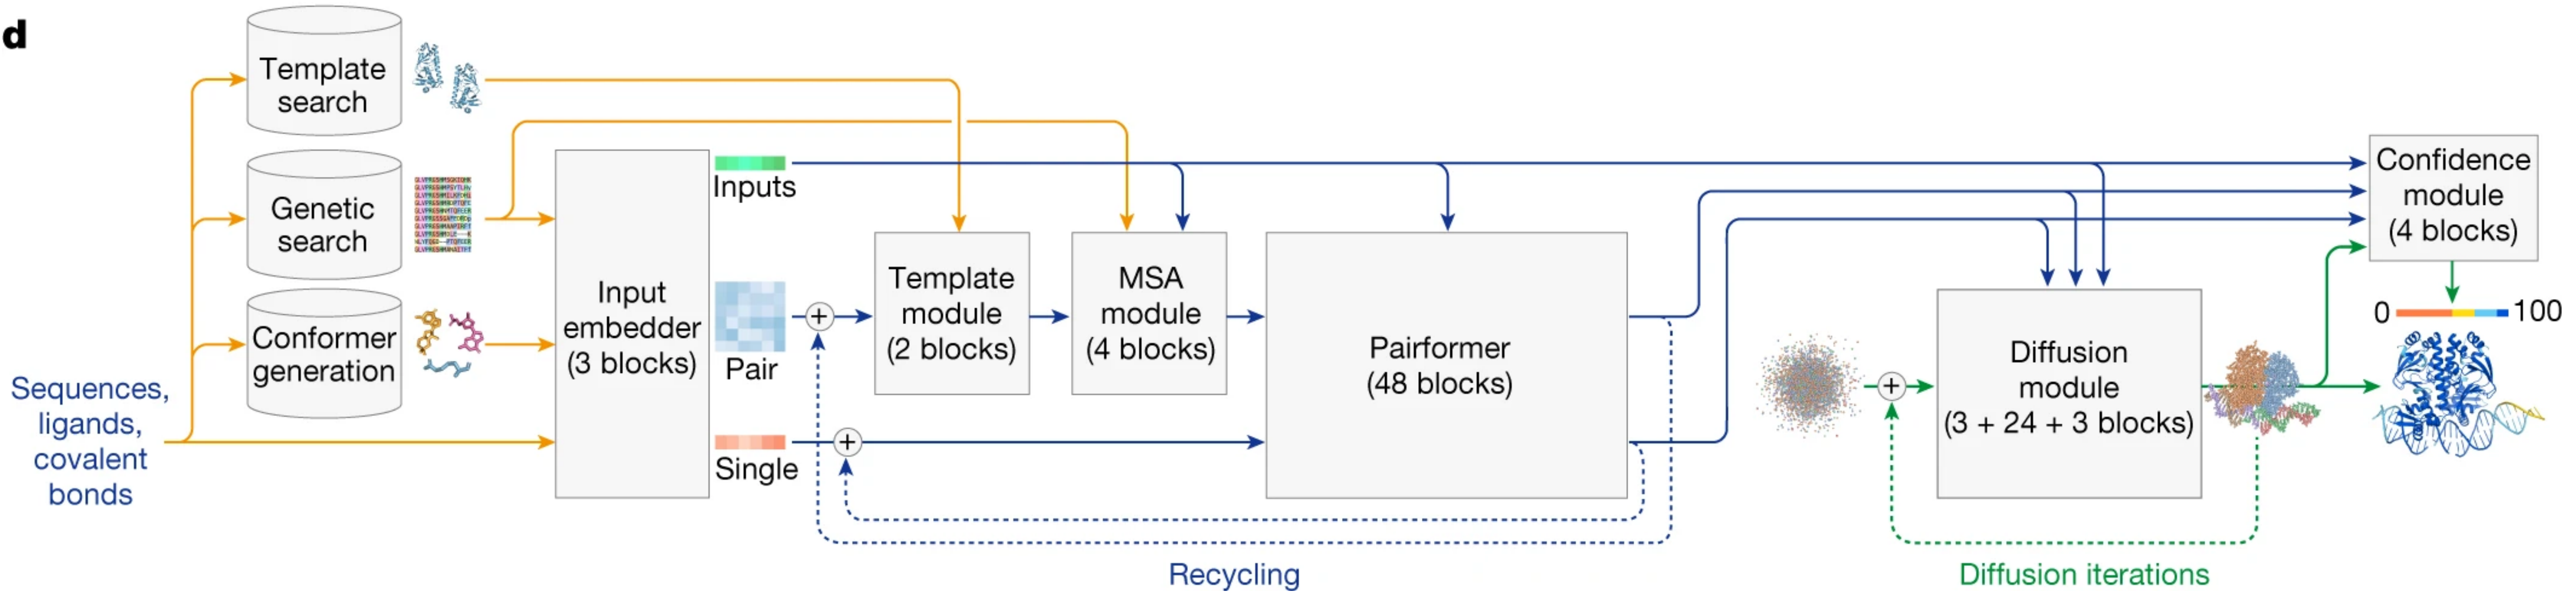 d
Template
search
Genetic
search
Conformer
generation
Sequences,
ligands,
covalent
bonds
Input
embedder
(3 blocks)
Inputs
Pair
Single
+
+
Template
module
(2 blocks)
MSA
module
(4 blocks)
Pairformer
(48 blocks)
Recycling
+
Diffusion
module
(3 + 24 + 3 blocks)
Diffusion iterations
Confidence
module
(4 blocks)
0
100